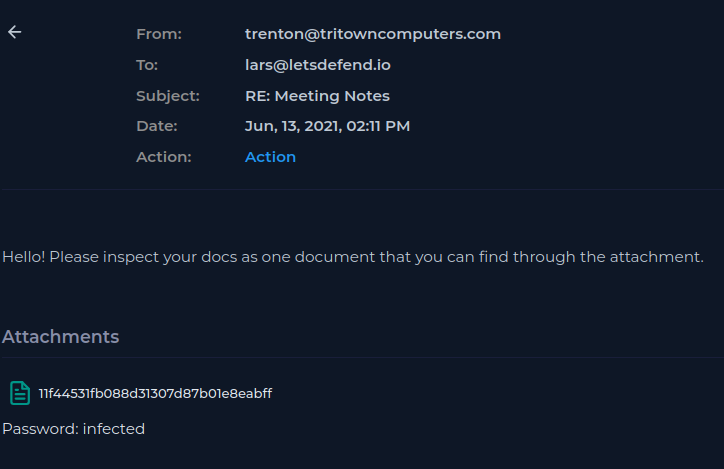 From: trenton@tritowncomputers.com
To: lars@letsdefend.io
Subject: RE: Meeting Notes
Date: Jun, 13, 2021, 02:11 PM
Action: Action
Hello! Please inspect your docs as one document that you can find through the attachment.
Attachments
11f44531fb088d31307d87b01e8eabff
Password: infected